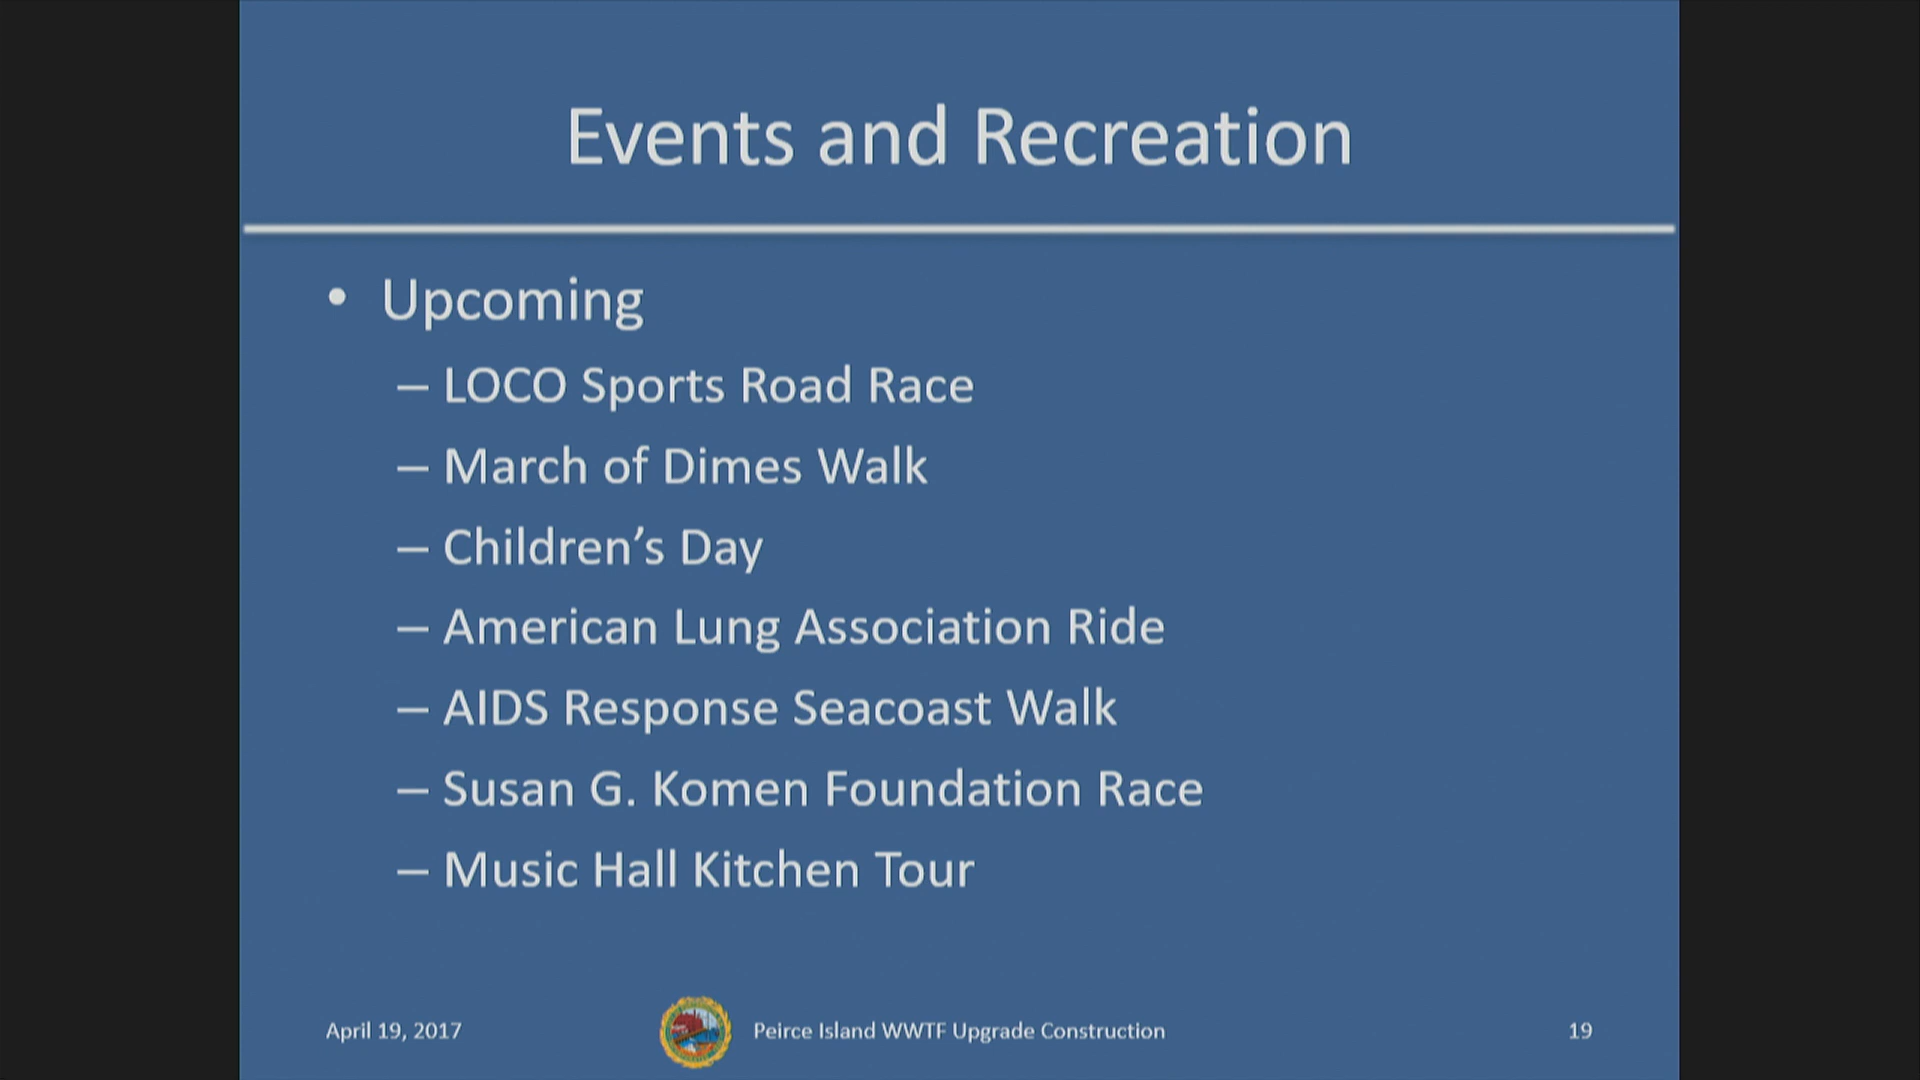 Events and Recreation
• Upcoming
– LOCO Sports Road Race
– March of Dimes Walk
– Children’s Day
– American Lung Association Ride
– AIDS Response Seacoast Walk
– Susan G. Komen Foundation Race
– Music Hall Kitchen Tour
April 19, 2017 Peirce Island WWTF Upgrade Construction 19